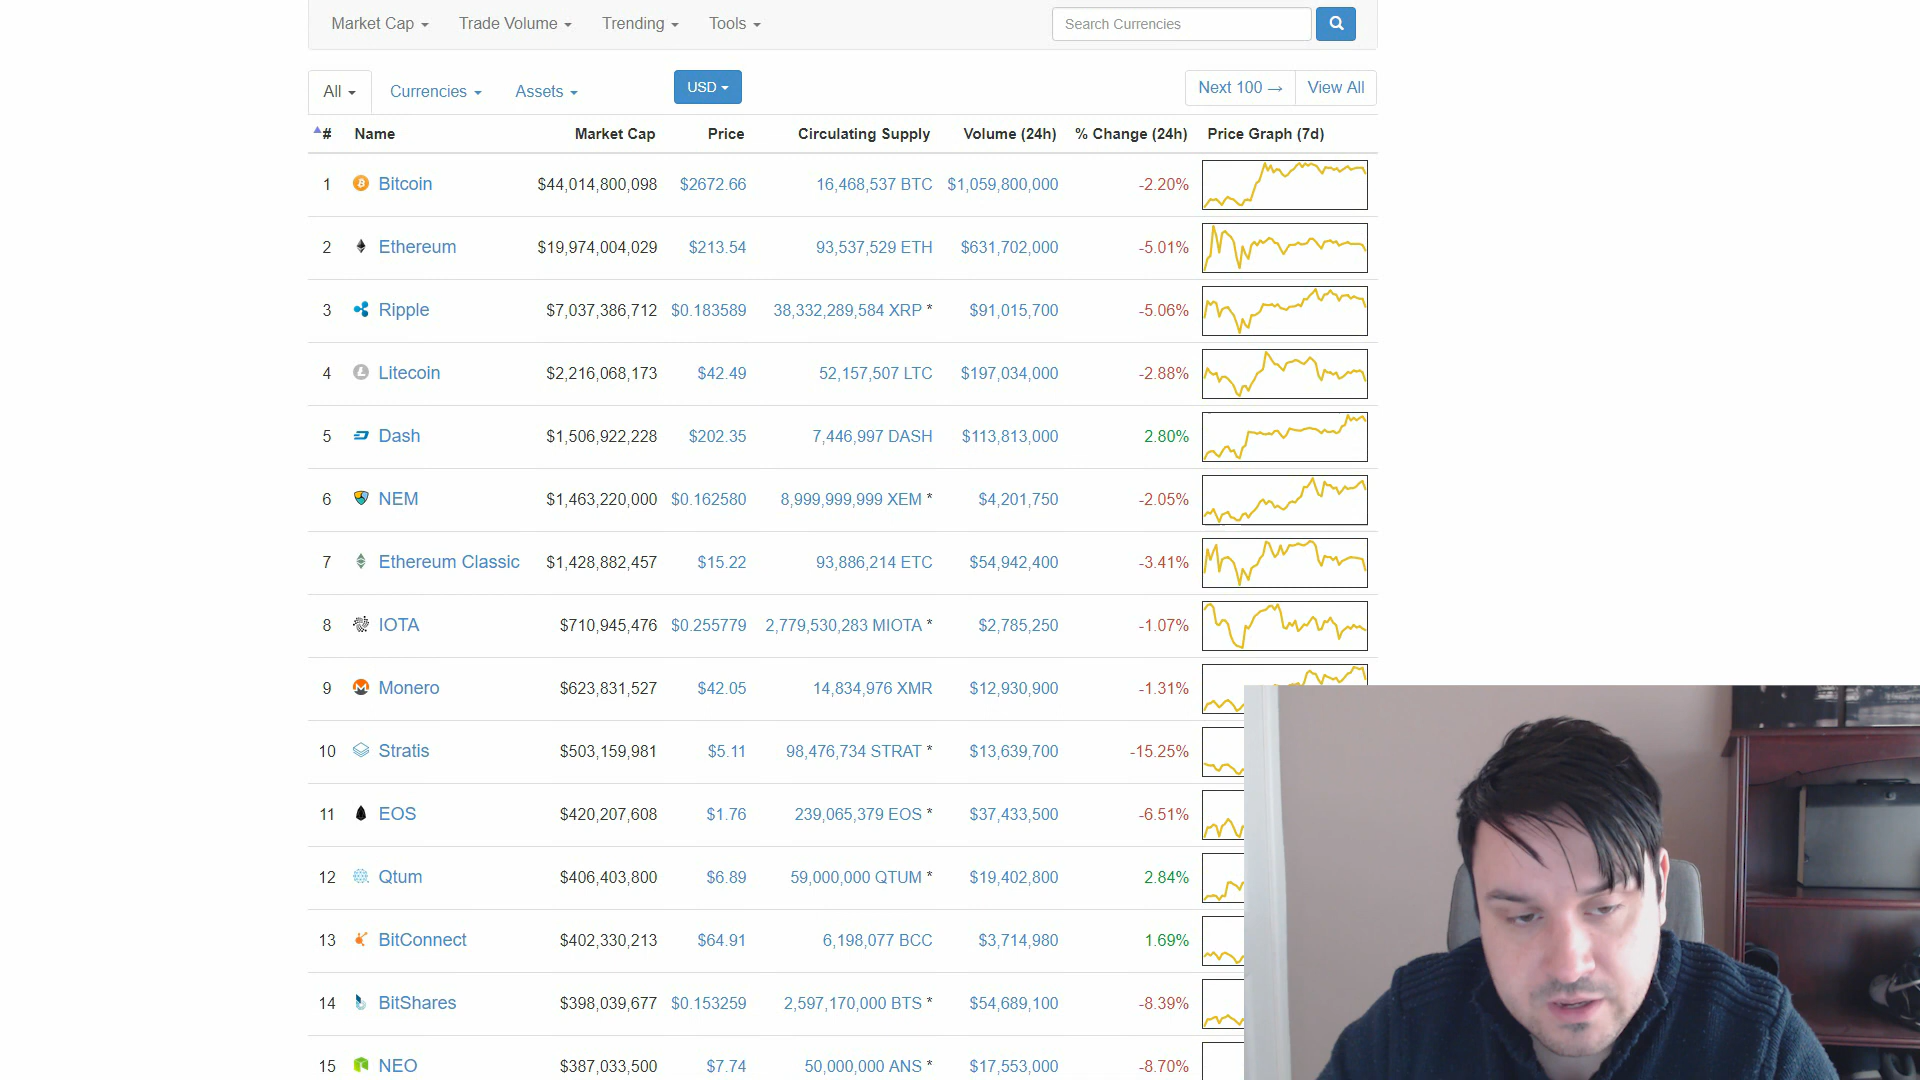 Market Cap Trade Volume Trending Tools Search Currencies
All Currencies Assets USD Next 100 → View All
# Name Market Cap Price Circulating Supply Volume (24h) % Change (24h) Price Graph (7d)
1 Bitcoin $44,014,800,098 $2672.66 16,468,537 BTC $1,059,800,000 -2.20%
2 Ethereum $19,974,004,029 $213.54 93,537,529 ETH $631,702,000 -5.01%
3 Ripple $7,037,386,712 $0.183589 38,332,289,584 XRP * $91,015,700 -5.06%
4 Litecoin $2,216,068,173 $42.49 52,157,507 LTC $197,034,000 -2.88%
5 Dash $1,506,922,228 $202.35 7,446,997 DASH $113,813,000 2.80%
6 NEM $1,463,220,000 $0.162580 8,999,999,999 XEM * $4,201,750 -2.05%
7 Ethereum Classic $1,428,882,457 $15.22 93,886,214 ETC $54,942,400 -3.41%
8 IOTA $710,945,476 $0.255779 2,779,530,283 MIOTA * $2,785,250 -1.07%
9 Monero $623,831,527 $42.05 14,834,976 XMR $12,930,900 -1.31%
10 Stratis $503,159,981 $5.11 98,476,734 STRAT * $13,639,700 -15.25%
11 EOS $420,207,608 $1.76 239,065,379 EOS * $37,433,500 -6.51%
12 Qtum $406,403,800 $6.89 59,000,000 QTUM * $19,402,800 2.84%
13 BitConnect $402,330,213 $64.91 6,198,077 BCC $3,714,980 1.69%
14 BitShares $398,039,677 $0.153259 2,597,170,000 BTS * $54,689,100 -8.39%
15 NEO $387,033,500 $7.74 50,000,000 ANS * $17,553,000 -8.70%